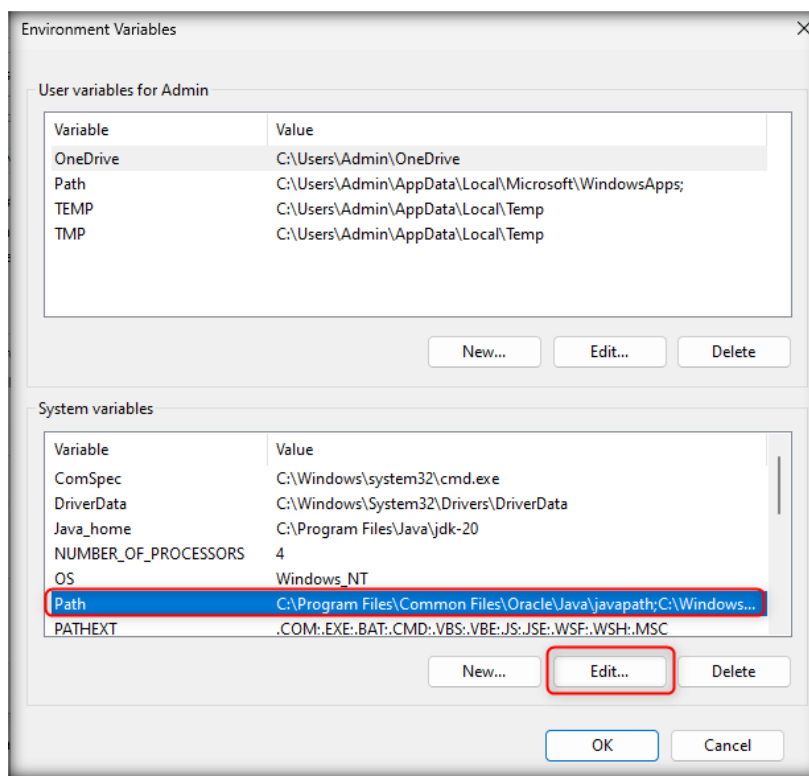 Environment Variables
User variables for Admin
Variable Value
OneDrive C:\Users\Admin\OneDrive
Path C:\Users\Admin\AppData\Local\Microsoft\WindowsApps;
TEMP C:\Users\Admin\AppData\Local\Temp
TMP C:\Users\Admin\AppData\Local\Temp
New... Edit... Delete
System variables
Variable Value
ComSpec C:\Windows\system32\cmd.exe
DriverData C:\Windows\System32\Drivers\DriverData
Java_home C:\Program Files\Java\jdk-20
NUMBER_OF_PROCESSORS 4
OS Windows_NT
Path C:\Program Files\Common Files\Oracle\Java\javapath;C:\Windows...
PATHEXT .COM;.EXE;.BAT;.CMD;.VBS;.VBE;.JS;.JSE;.WSF;.WSH;.MSC
New... Edit... Delete
OK Cancel